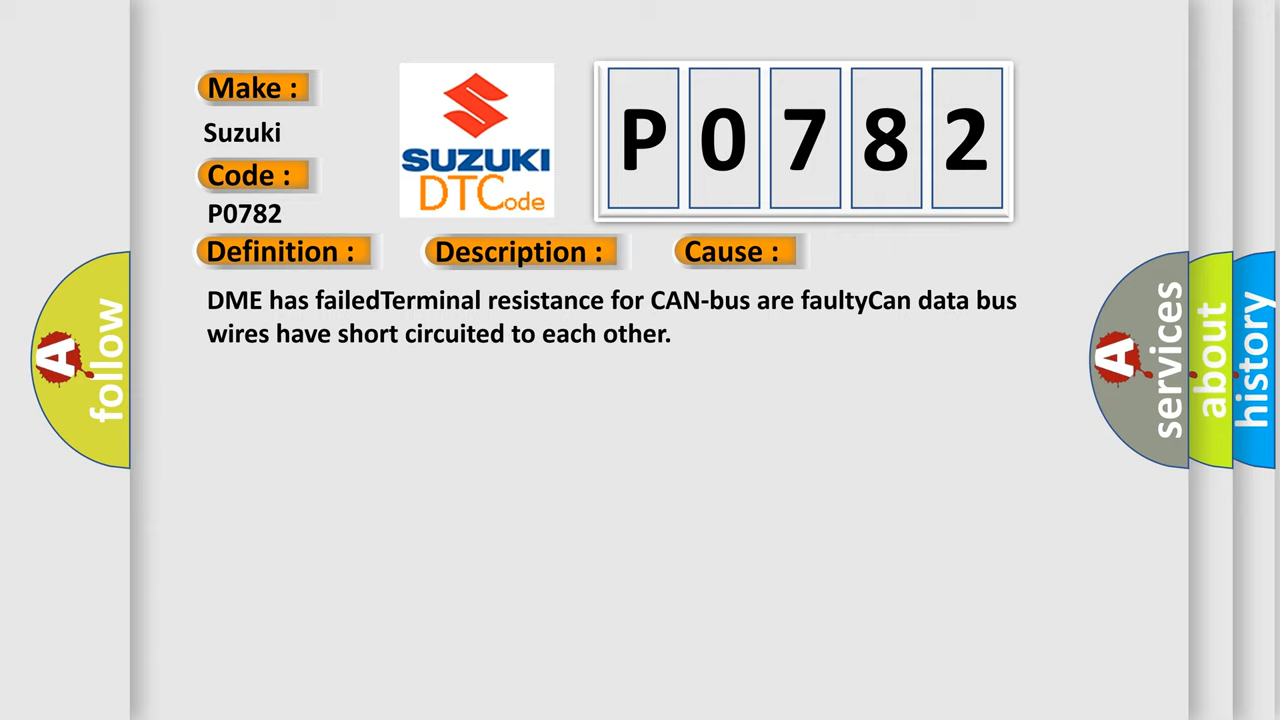 Make :
Suzuki
Code :
P0782
SUZUKI
DTCode
P0782
Definition :
Description :
Cause :
DME has failedTerminal resistance for CAN-bus are faultyCan data bus
wires have short circuited to each other.
A follow
A services
about
history